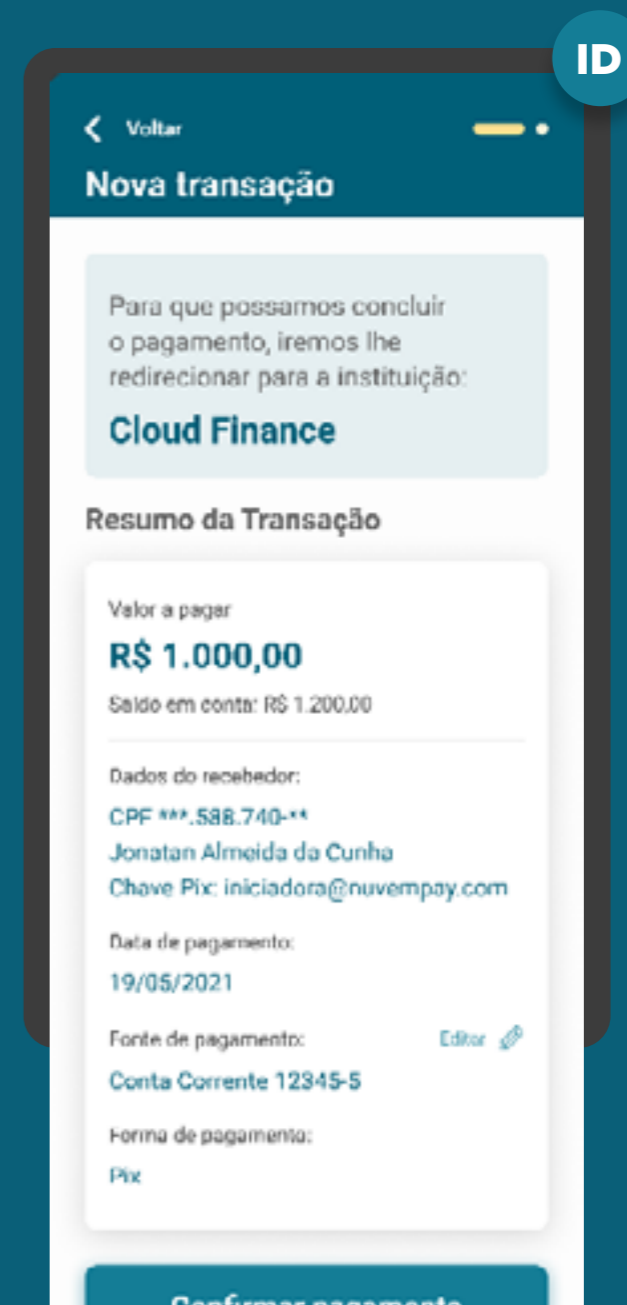 ID
Voltar
Nova transação
Para que possamos concluir
o pagamento, iremos lhe
redirecionar para a instituição:
Cloud Finance
Resumo da Transação
Valor a pagar
R$ 1.000,00
Saldo em conta: R$ 1.200,00
Dados do recebedor:
CPF ***.588.740-**
Jonatan Almeida da Cunha
Chave Pix: iniciadora@nuvempay.com
Data de pagamento:
19/05/2021
Fonte de pagamento:
Editar
Conta Corrente 12345-5
Forma de pagamento:
Pix
Confirmar pagamento